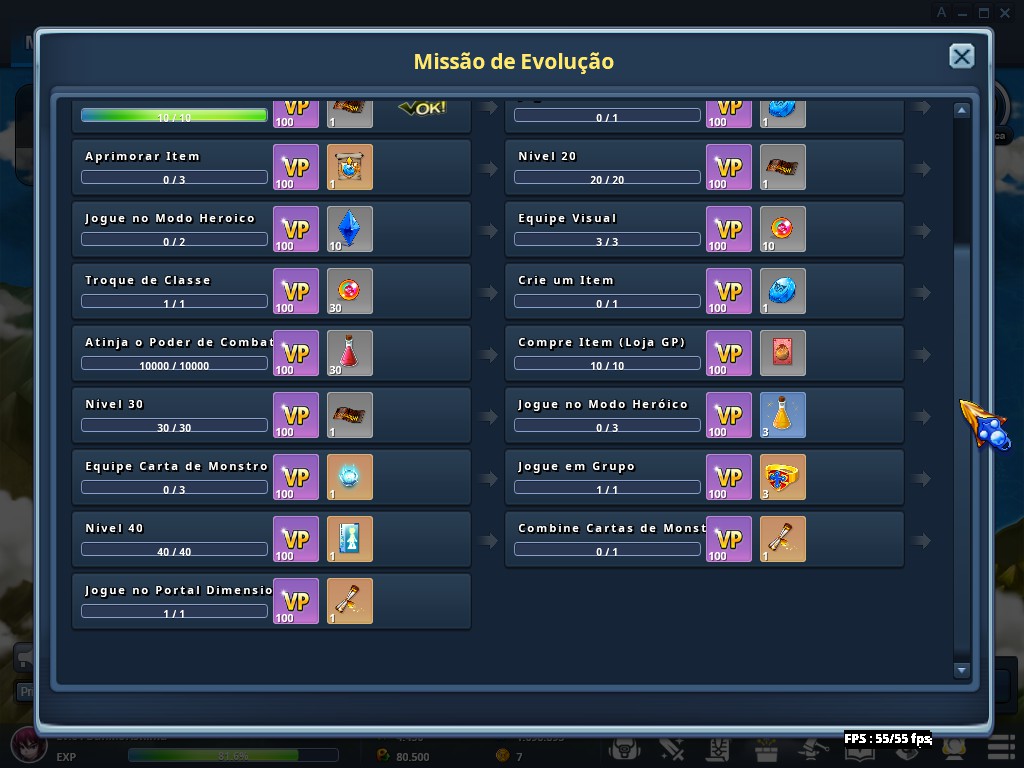 A
Missão de Evolução
10 / 10
VP
100
1
OK!
0 / 1
VP
100
1
Aprimorar Item
0 / 3
VP
100
1
Nivel 20
20 / 20
VP
100
1
Jogue no Modo Heroico
0 / 2
VP
100
10
Equipe Visual
3 / 3
VP
100
10
Troque de Classe
1 / 1
VP
100
30
Crie um Item
0 / 1
VP
100
1
Atinja o Poder de Combat
10000 / 10000
VP
100
30
Compre Item (Loja GP)
10 / 10
VP
100
Nivel 30
30 / 30
VP
100
1
Jogue no Modo Heróico
0 / 3
VP
100
3
Equipe Carta de Monstro
0 / 3
VP
100
1
Jogue em Grupo
1 / 1
VP
100
3
Nivel 40
40 / 40
VP
100
1
Combine Cartas de Monst
0 / 1
VP
100
1
Jogue no Portal Dimensio
1 / 1
VP
100
1
Pri
EXP
81.6%
80.500
7
FPS : 55/55 fps